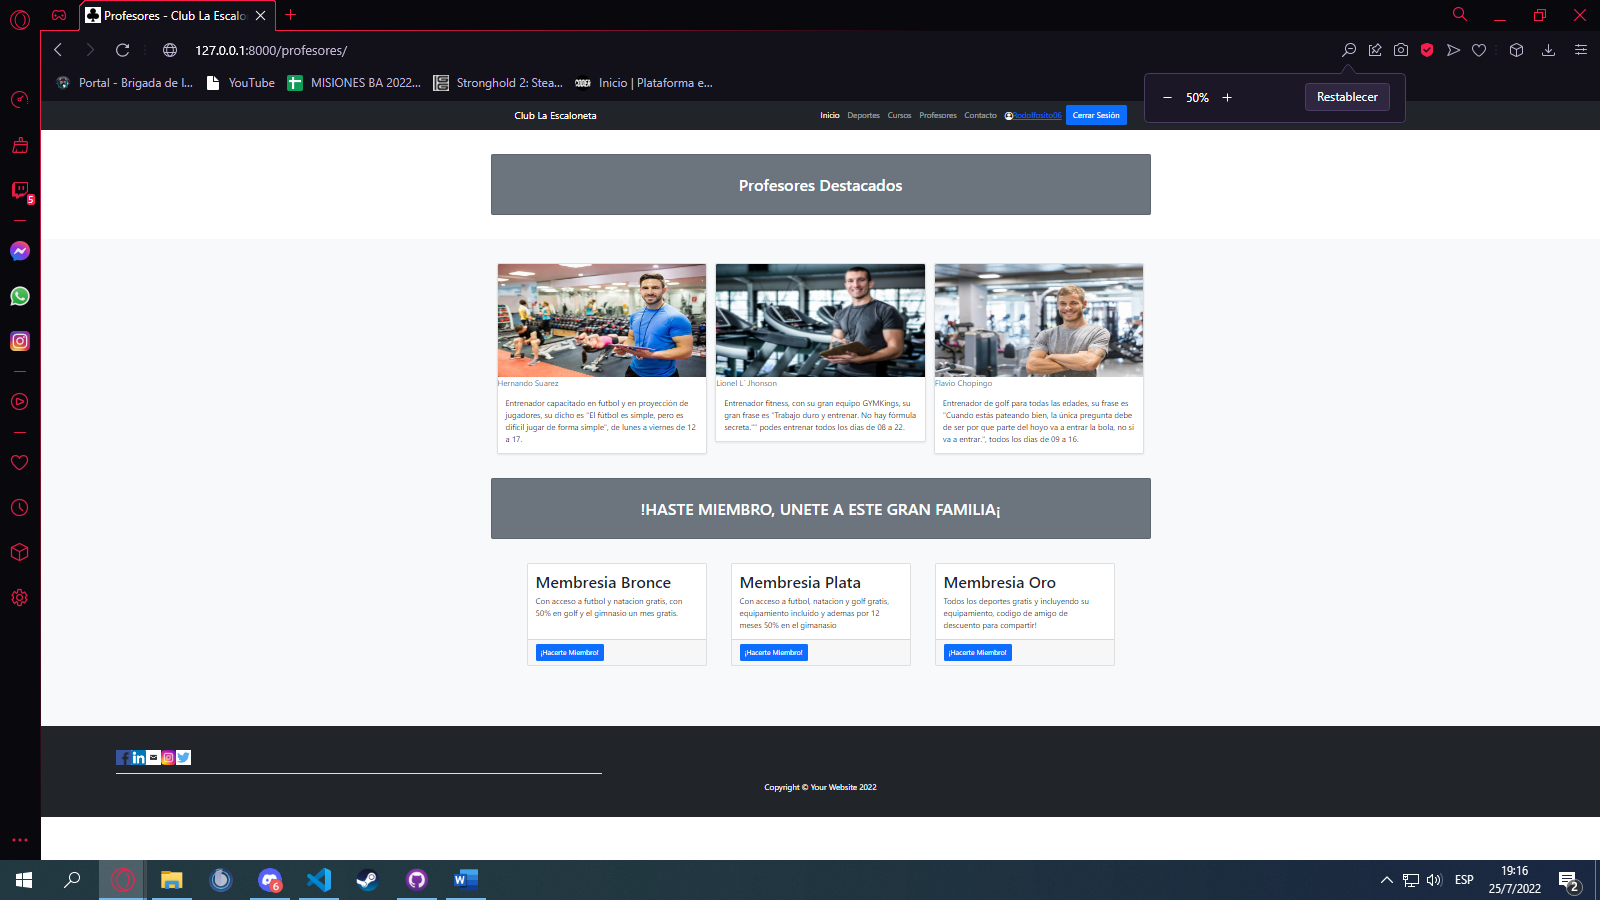 Profesores - Club La Escalo
127.0.0.1:8000/profesores/
Portal - Brigada de I...
YouTube
MISIONES BA 2022...
Stronghold 2: Stea...
CODER
Inicio | Plataforma e...
50%
Restablecer
Club La Escaloneta
Inicio
Deportes
Cursos
Profesores
Contacto
Rodolfosito06
Cerrar Sesión
5
Profesores Destacados
Hernando Suarez
Entrenador capacitado en futbol y en proyección de
jugadores, su dicho es "El fútbol es simple, pero es
difícil jugar de forma simple", de lunes a viernes de 12
a 17.
Lionel L´ Jhonson
Entrenador fitness, con su gran equipo GYMKings, su
gran frase es "Trabajo duro y entrenar. No hay fórmula
secreta."" podes entrenar todos los dias de 08 a 22.
Flavio Chopingo
Entrenador de golf para todas las edades, su frase es
"Cuando estás pateando bien, la única pregunta debe
de ser por que parte del hoyo va a entrar la bola, no si
va a entrar.", todos los dias de 09 a 16.
!HASTE MIEMBRO, UNETE A ESTE GRAN FAMILIA¡
Membresia Bronce
Con acceso a futbol y natacion gratis, con
50% en golf y el gimnasio un mes gratis.
¡Hacerte Miembro!
Membresia Plata
Con acceso a futbol, natacion y golf gratis,
equipamiento incluido y ademas por 12
meses 50% en el gimanasio
¡Hacerte Miembro!
Membresia Oro
Todos los deportes gratis y incluyendo su
equipamiento, codigo de amigo de
descuento para compartir!
¡Hacerte Miembro!
Copyright © Your Website 2022
6
ESP
19:16
25/7/2022
2